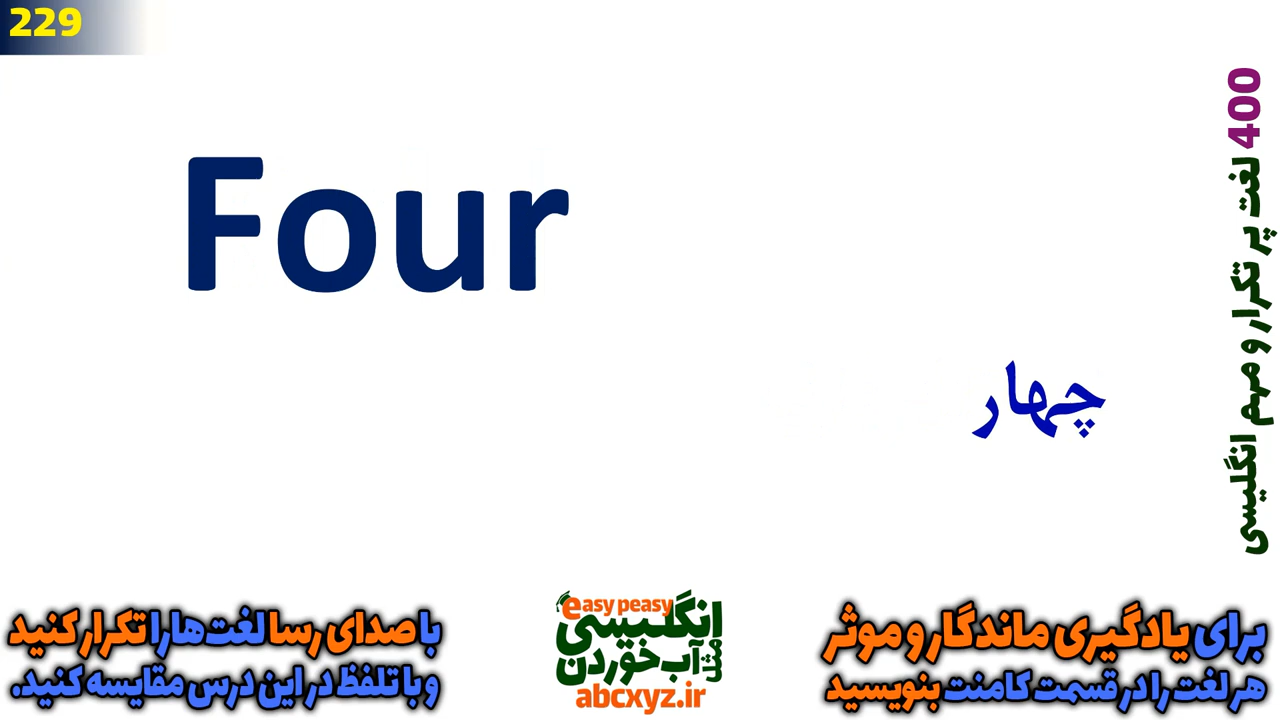 229
Four
چهار
400 لغت پر تکرار و مهم انگلیسی
با صدای رسا لغت‌ها را تکرار کنید
و با تلفظ در این درس مقایسه کنید.
easy peasy
انگلیسی
مثل آب خوردن
abcxyz.ir
برای یادگیری ماندگار و موثر
هر لغت را در قسمت کامنت بنویسید